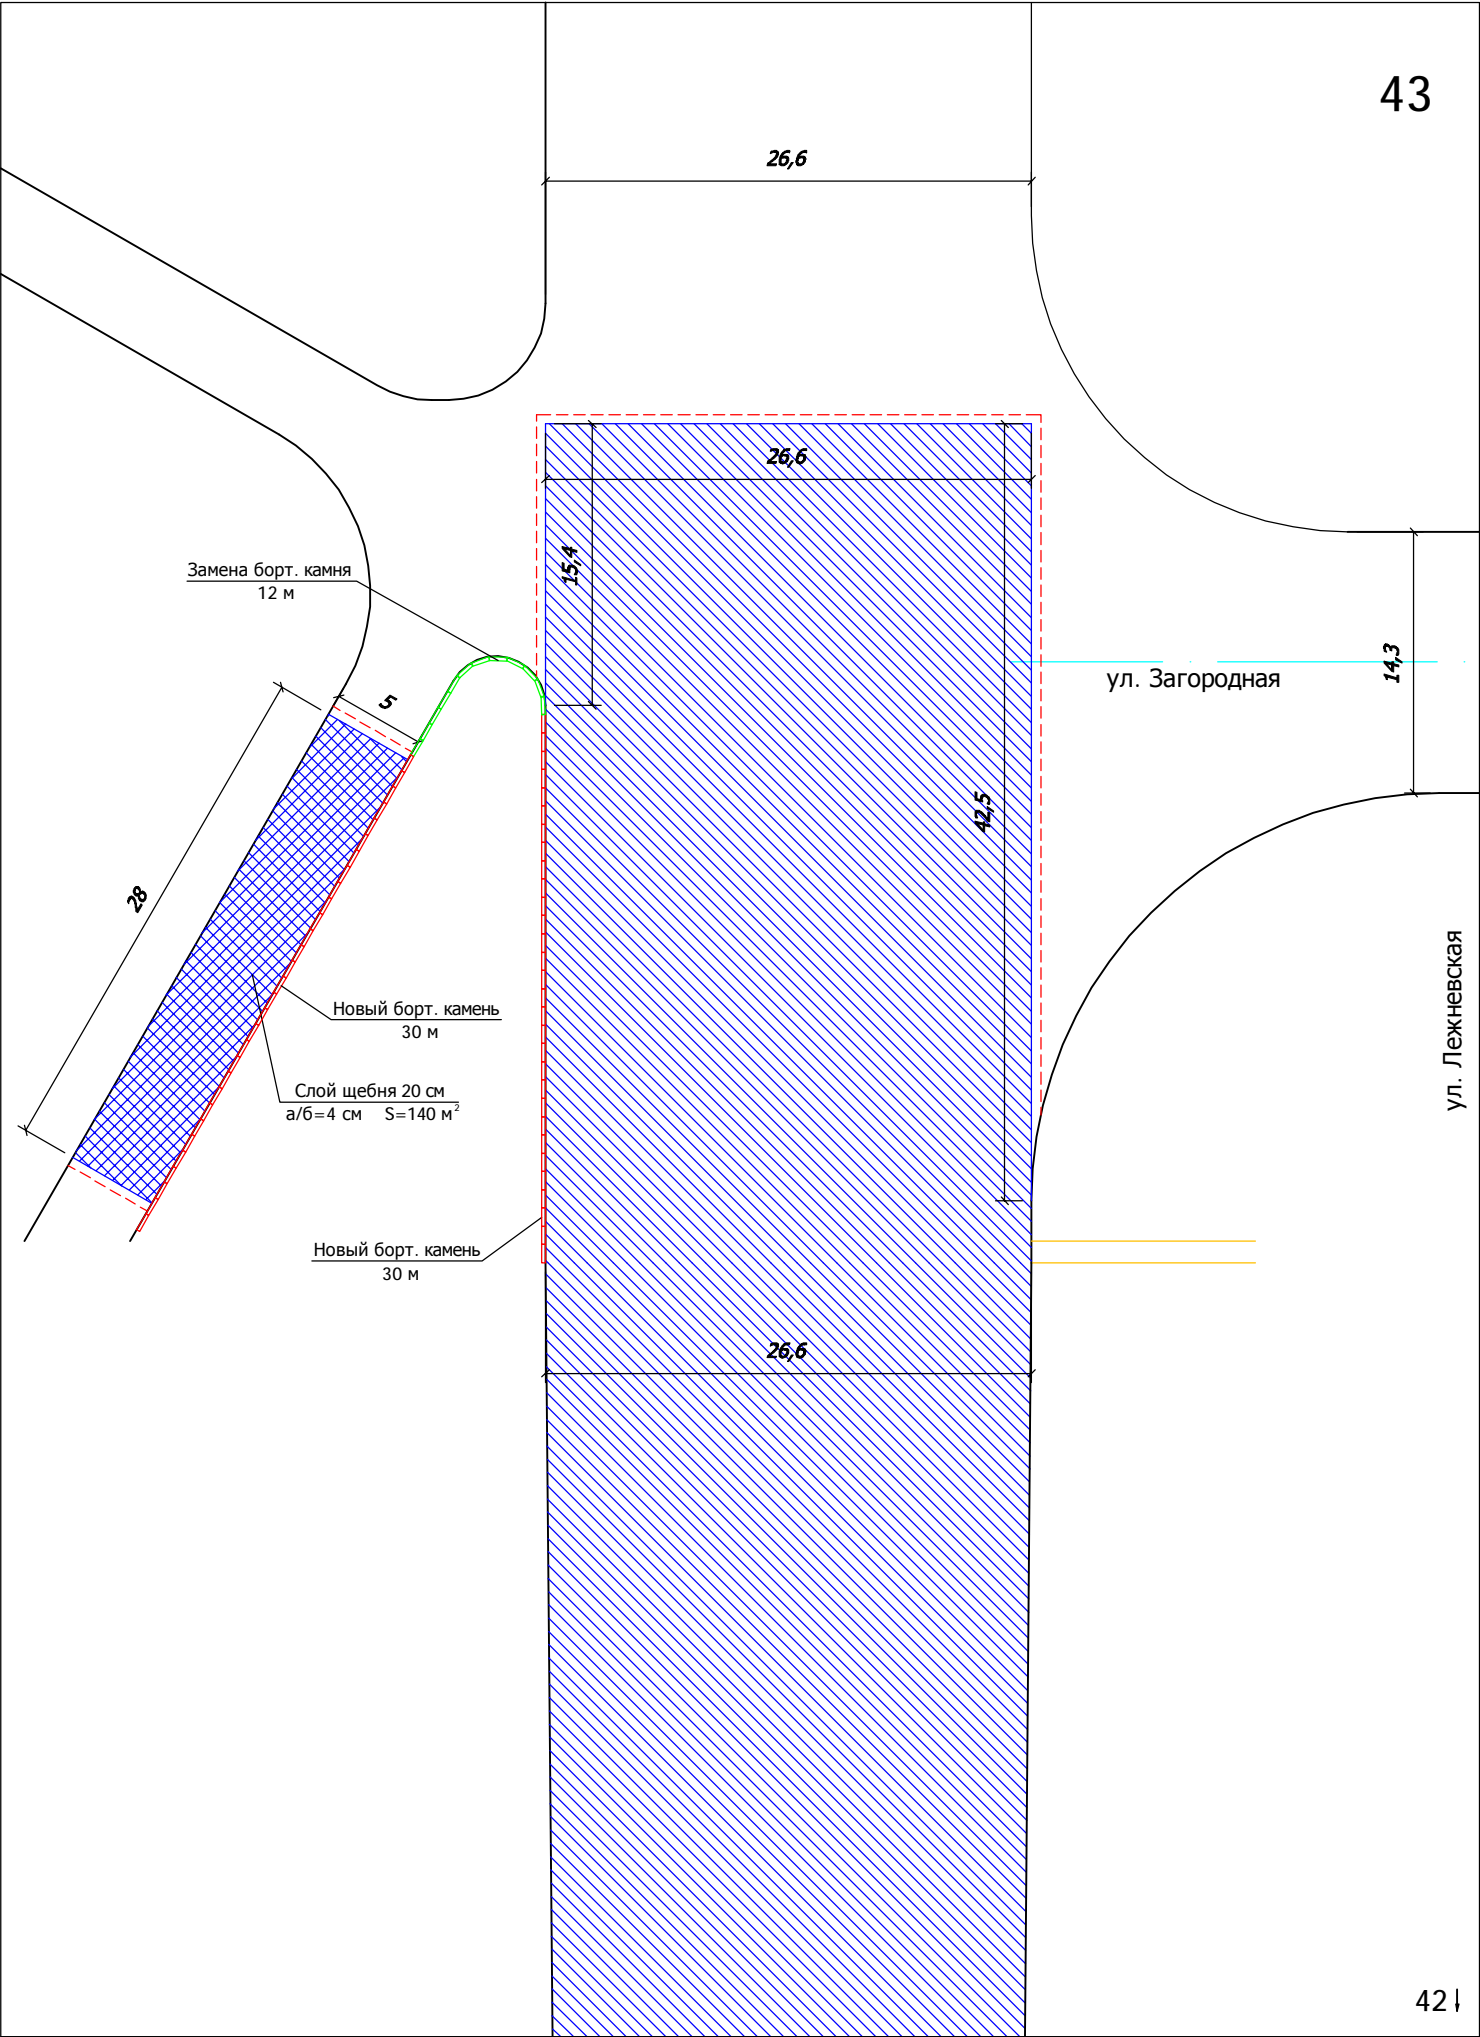 43
26,6
26,6
15,4
Замена борт. камня
12 м
14,3
ул. Загородная
5
42,5
28
ул. Лежневская
Новый борт. камень
30 м
Слой щебня 20 см
а/б=4 см S=140 м²
Новый борт. камень
30 м
26,6
42↓